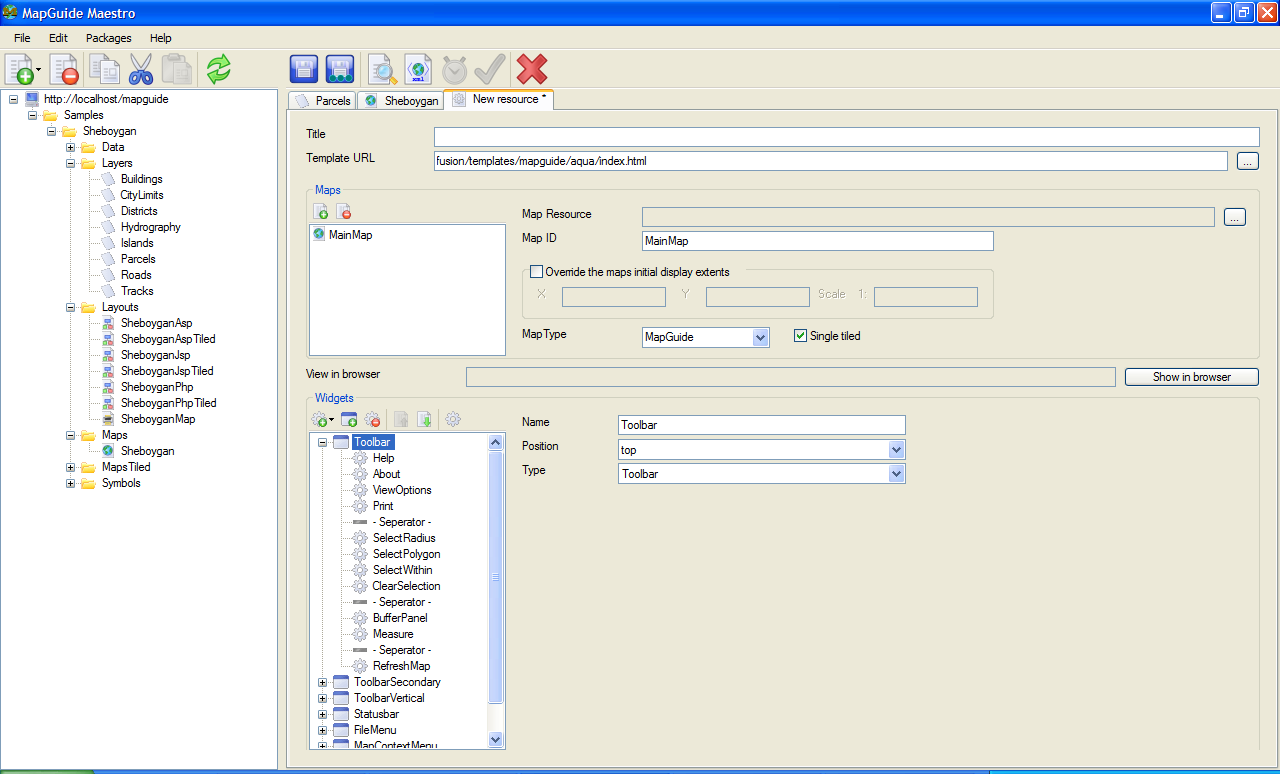 MapGuide Maestro
File Edit Packages Help
xml
http://localhost/mapguide
Samples
Sheboygan
Data
Layers
Buildings
CityLimits
Districts
Hydrography
Islands
Parcels
Roads
Tracks
Layouts
SheboyganAsp
SheboyganAspTiled
SheboyganJsp
SheboyganJspTiled
SheboyganPhp
SheboyganPhpTiled
SheboyganMap
Maps
Sheboygan
MapsTiled
Symbols
Parcels Sheboygan New resource *
Title
Template URL fusion/templates/mapguide/aqua/index.html ...
Maps
MainMap
Map Resource ...
Map ID MainMap
Override the maps initial display extents
X Y Scale 1:
MapType MapGuide Single tiled
View in browser Show in browser
Widgets
Toolbar
Help
About
ViewOptions
Print
- Seperator -
SelectRadius
SelectPolygon
SelectWithin
ClearSelection
- Seperator -
BufferPanel
Measure
- Seperator -
RefreshMap
ToolbarSecondary
ToolbarVertical
Statusbar
FileMenu
MapContextMenu
Name Toolbar
Position top
Type Toolbar